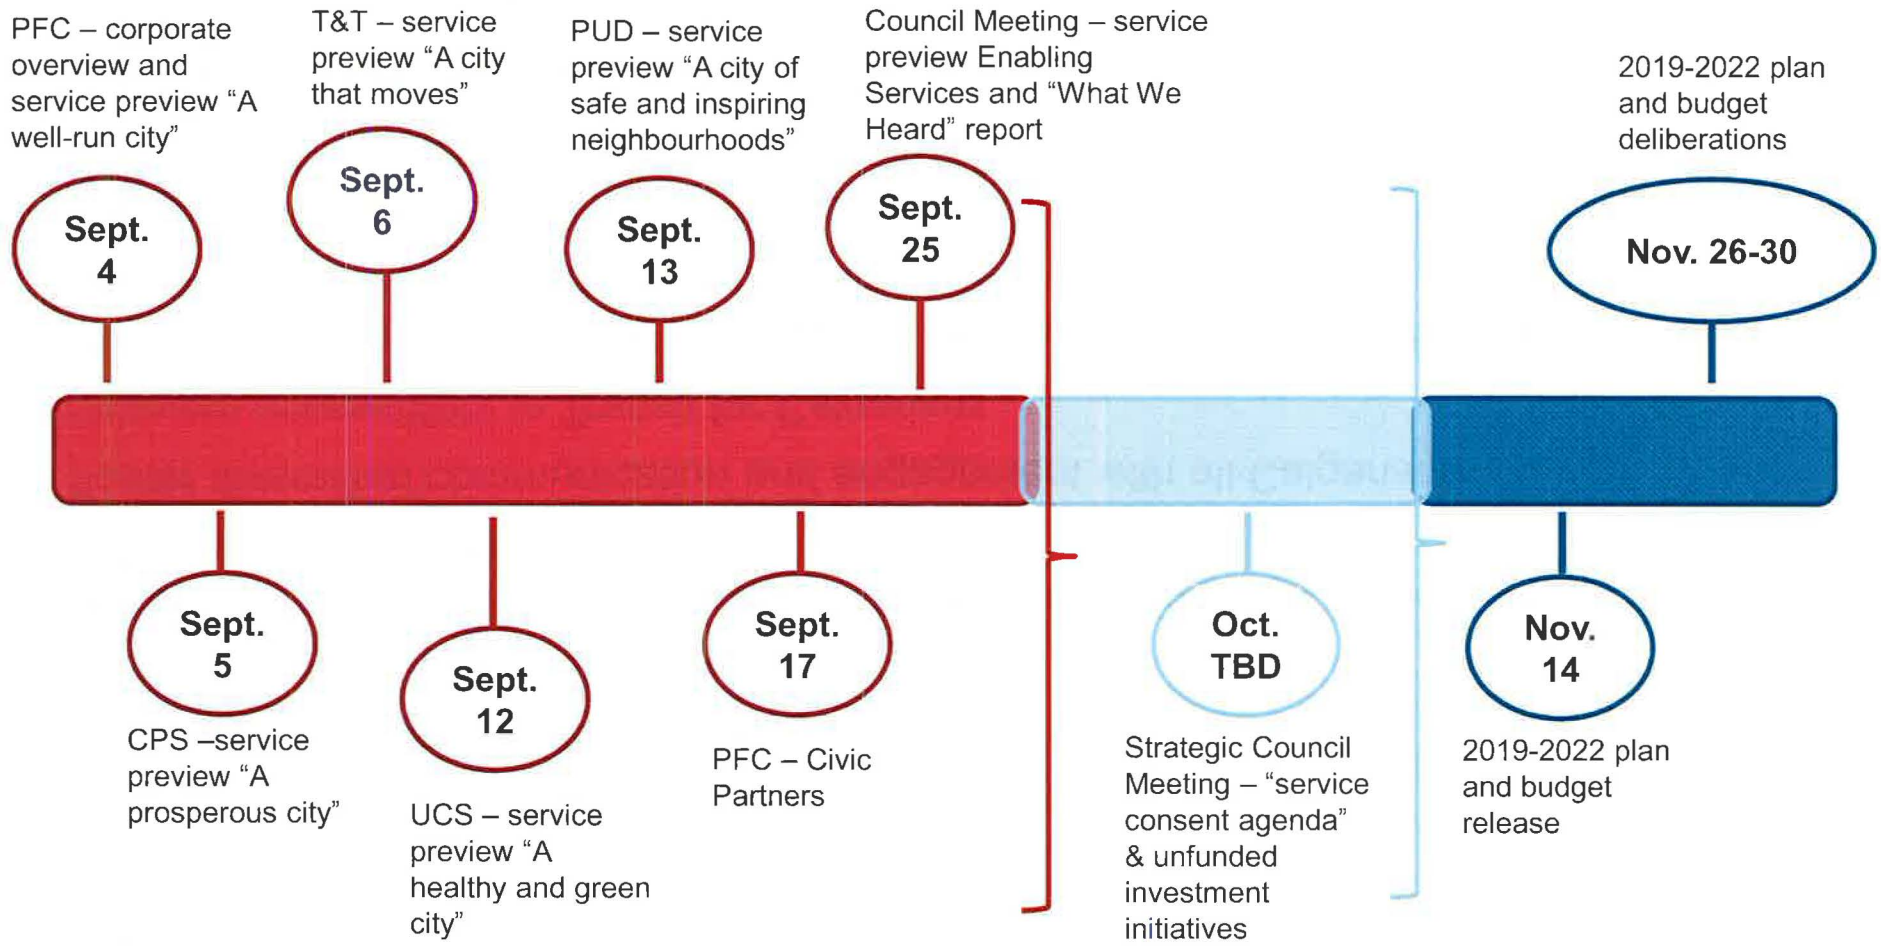 PFC – corporate
overview and
service preview “A
well-run city”
Sept.
4
T&T – service
preview “A city
that moves”
Sept.
6
PUD – service
preview “A city of
safe and inspiring
neighbourhoods”
Sept.
13
Council Meeting – service
preview Enabling
Services and “What We
Heard” report
Sept.
25
2019-2022 plan
and budget
deliberations
Nov. 26-30
Sept.
5
CPS –service
preview “A
prosperous city”
Sept.
12
UCS – service
preview “A
healthy and green
city”
Sept.
17
PFC – Civic
Partners
Oct.
TBD
Strategic Council
Meeting – “service
consent agenda”
& unfunded
investment
initiatives
Nov.
14
2019-2022 plan
and budget
release